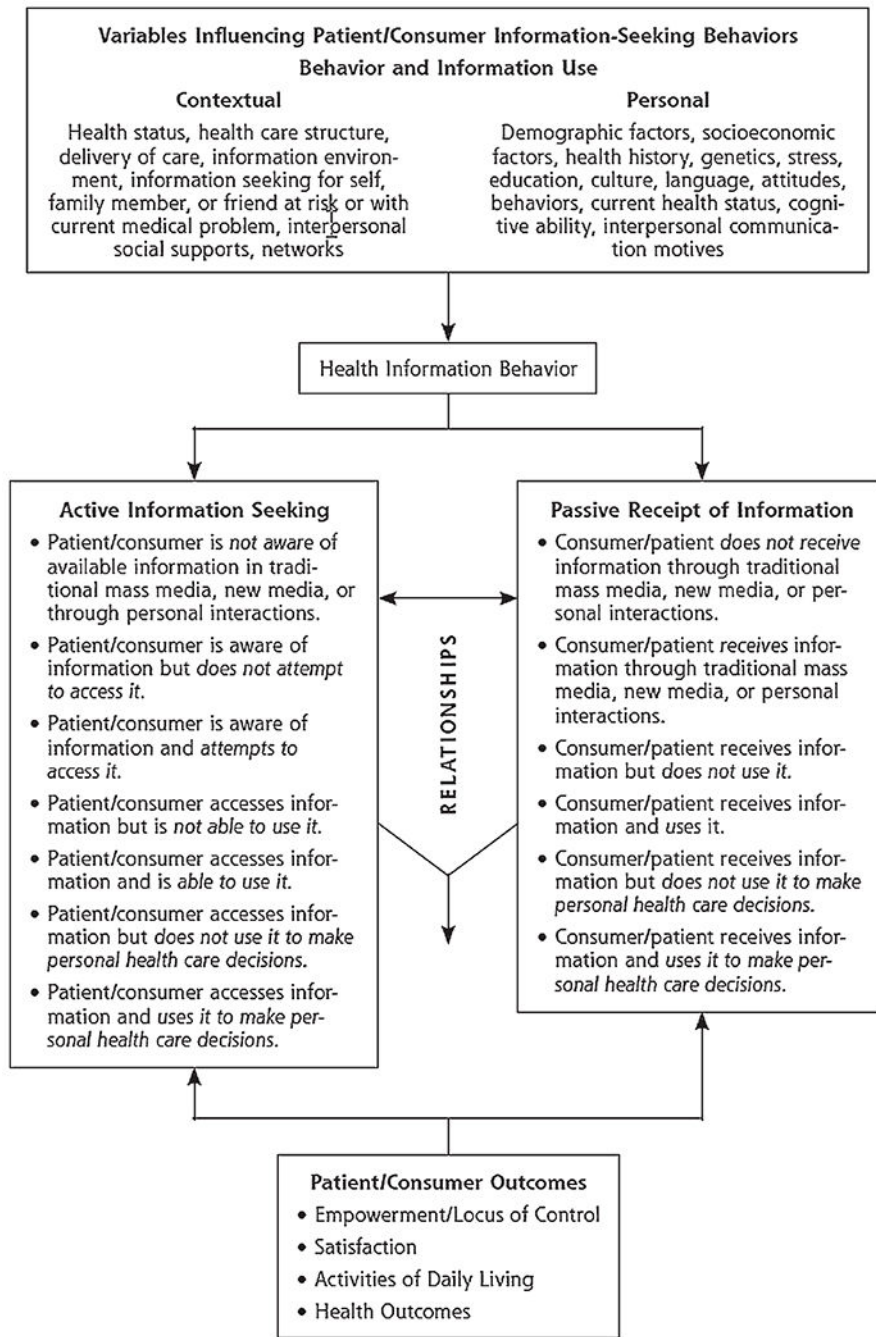 Variables Influencing Patient/Consumer Information-Seeking Behaviors
Behavior and Information Use
Contextual
Health status, health care structure,
delivery of care, information environ-
ment, information seeking for self,
family member, or friend at risk or with
current medical problem, interpersonal
social supports, networks
Personal
Demographic factors, socioeconomic
factors, health history, genetics, stress,
education, culture, language, attitudes,
behaviors, current health status, cogni-
tive ability, interpersonal communica-
tion motives
Health Information Behavior
Active Information Seeking
• Patient/consumer is not aware of
available information in tradi-
tional mass media, new media, or
through personal interactions.
• Patient/consumer is aware of
information but does not attempt
to access it.
• Patient/consumer is aware of
information and attempts to
access it.
• Patient/consumer accesses infor-
mation but is not able to use it.
• Patient/consumer accesses infor-
mation and is able to use it.
• Patient/consumer accesses infor-
mation but does not use it to make
personal health care decisions.
• Patient/consumer accesses infor-
mation and uses it to make per-
sonal health care decisions.
RELATIONSHIPS
Passive Receipt of Information
• Consumer/patient does not receive
information through traditional
mass media, new media, or per-
sonal interactions.
• Consumer/patient receives infor-
mation through traditional mass
media, new media, or personal
interactions.
• Consumer/patient receives infor-
mation but does not use it.
• Consumer/patient receives infor-
mation and uses it.
• Consumer/patient receives infor-
mation but does not use it to make
personal health care decisions.
• Consumer/patient receives infor-
mation and uses it to make per-
sonal health care decisions.
Patient/Consumer Outcomes
• Empowerment/Locus of Control
• Satisfaction
• Activities of Daily Living
• Health Outcomes